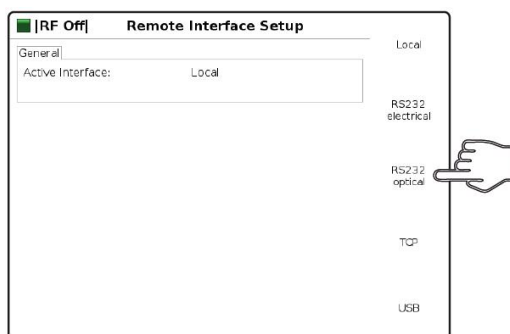 |RF Off| Remote Interface Setup
General
Active Interface: Local
Local
RS232
electrical
RS232
optical
TCP
USB